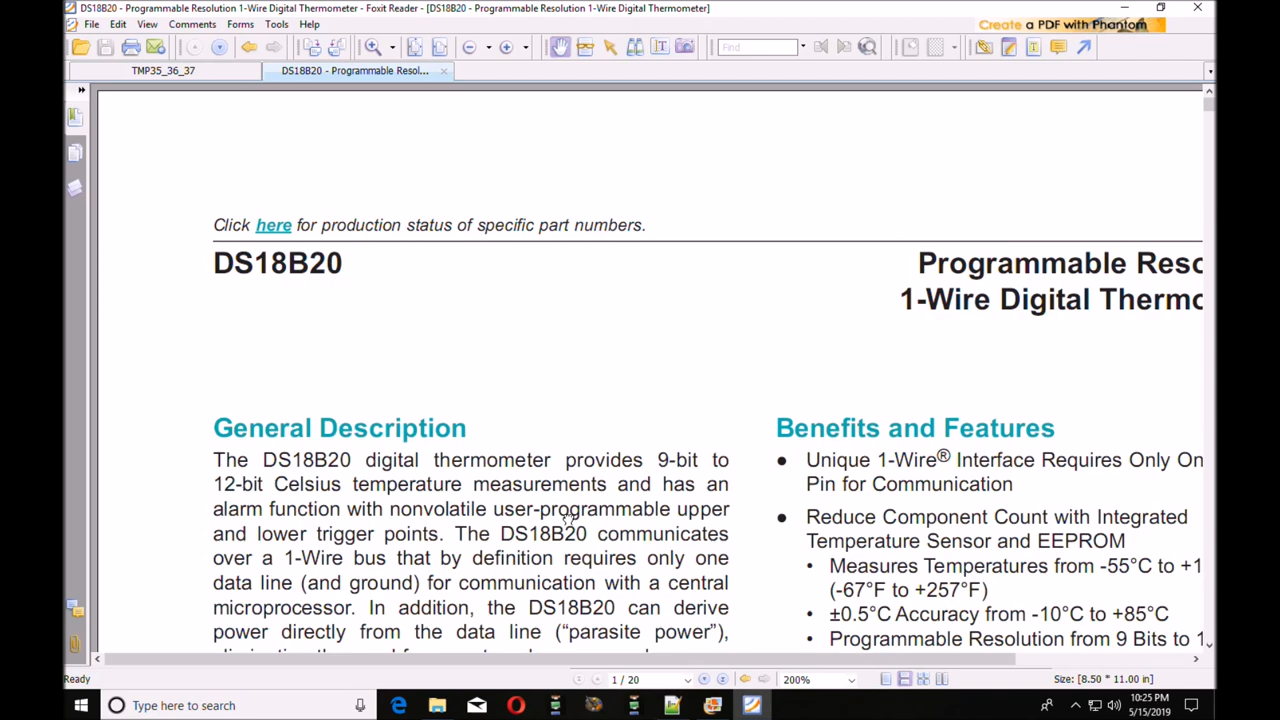 DS18B20 - Programmable Resolution 1-Wire Digital Thermometer - Foxit Reader - [DS18B20 - Programmable Resolution 1-Wire Digital Thermometer]
File Edit View Comments Forms Tools Help
Create a PDF with Phantom
Find
TMP35_36_37
DS18B20 - Programmable Resol...
Click here for production status of specific part numbers.
DS18B20
Programmable Reso
1-Wire Digital Thermo
General Description
The DS18B20 digital thermometer provides 9-bit to
12-bit Celsius temperature measurements and has an
alarm function with nonvolatile user-programmable upper
and lower trigger points. The DS18B20 communicates
over a 1-Wire bus that by definition requires only one
data line (and ground) for communication with a central
microprocessor. In addition, the DS18B20 can derive
power directly from the data line (“parasite power”),
Benefits and Features
● Unique 1-Wire® Interface Requires Only On
Pin for Communication
● Reduce Component Count with Integrated
Temperature Sensor and EEPROM
• Measures Temperatures from -55°C to +1
(-67°F to +257°F)
• ±0.5°C Accuracy from -10°C to +85°C
• Programmable Resolution from 9 Bits to 1
Ready
1 / 20
200%
Size: [8.50 * 11.00 in]
Type here to search
10:25 PM
5/15/2019